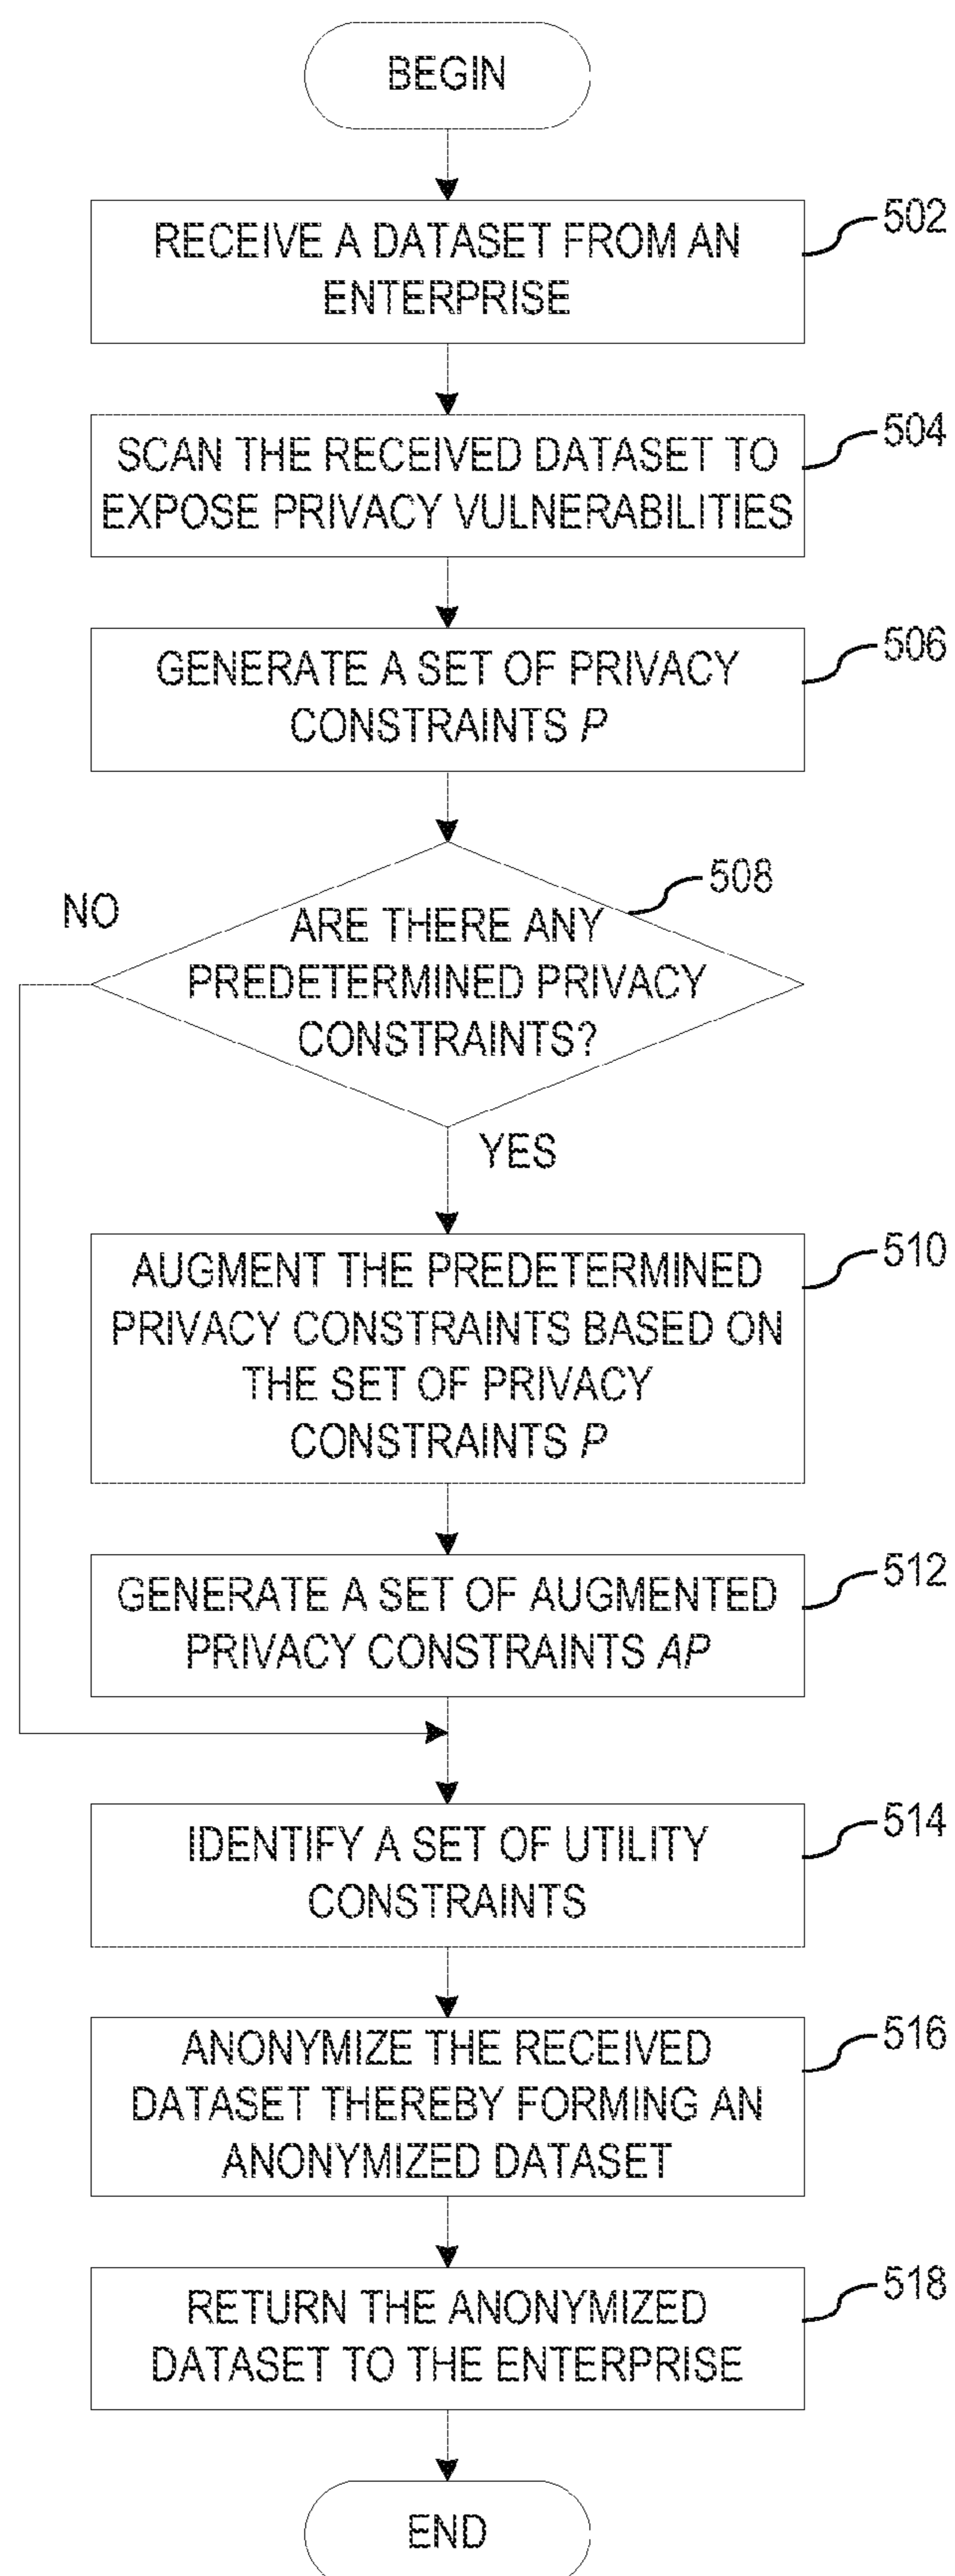 BEGIN
RECEIVE A DATASET FROM AN
ENTERPRISE
502
SCAN THE RECEIVED DATASET TO
EXPOSE PRIVACY VULNERABILITIES
504
GENERATE A SET OF PRIVACY
CONSTRAINTS P
506
NO
ARE THERE ANY
PREDETERMINED PRIVACY
CONSTRAINTS?
508
YES
AUGMENT THE PREDETERMINED
PRIVACY CONSTRAINTS BASED ON
THE SET OF PRIVACY
CONSTRAINTS P
510
GENERATE A SET OF AUGMENTED
PRIVACY CONSTRAINTS AP
512
IDENTIFY A SET OF UTILITY
CONSTRAINTS
514
ANONYMIZE THE RECEIVED
DATASET THEREBY FORMING AN
ANONYMIZED DATASET
516
RETURN THE ANONYMIZED
DATASET TO THE ENTERPRISE
518
END